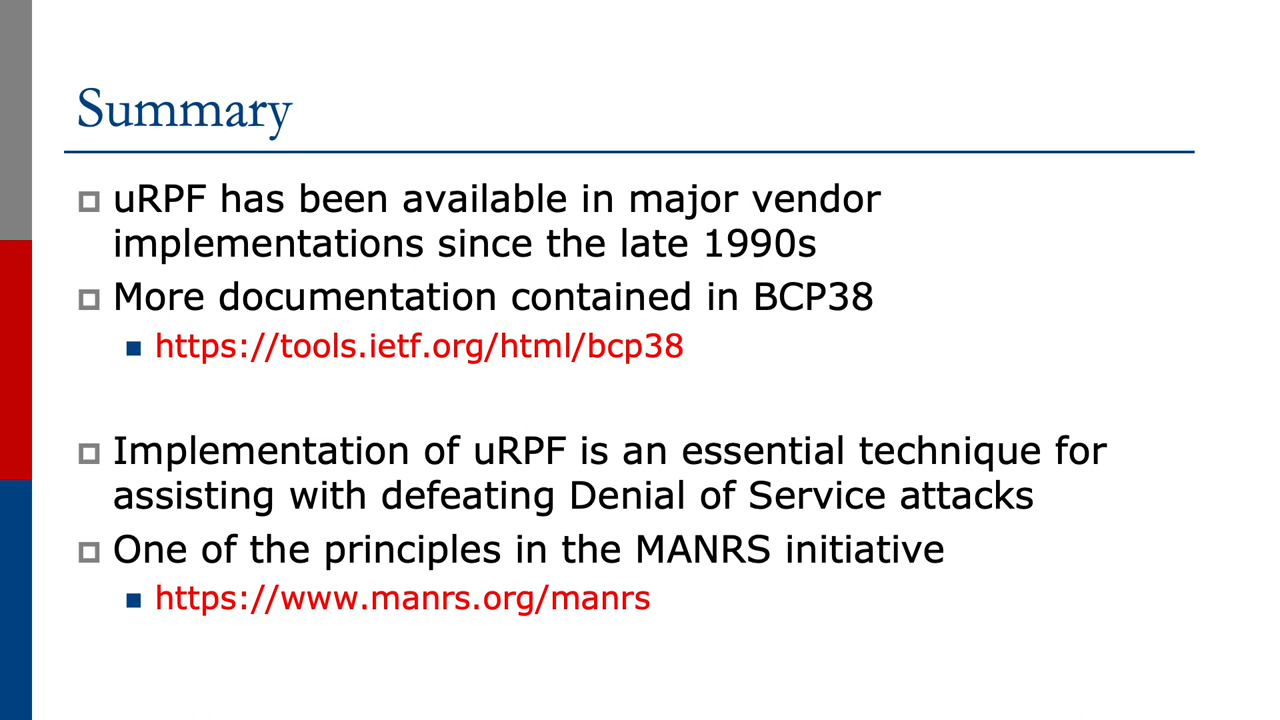 Summary
uRPF has been available in major vendor
implementations since the late 1990s
More documentation contained in BCP38
https://tools.ietf.org/html/bcp38
Implementation of uRPF is an essential technique for
assisting with defeating Denial of Service attacks
One of the principles in the MANRS initiative
https://www.manrs.org/manrs